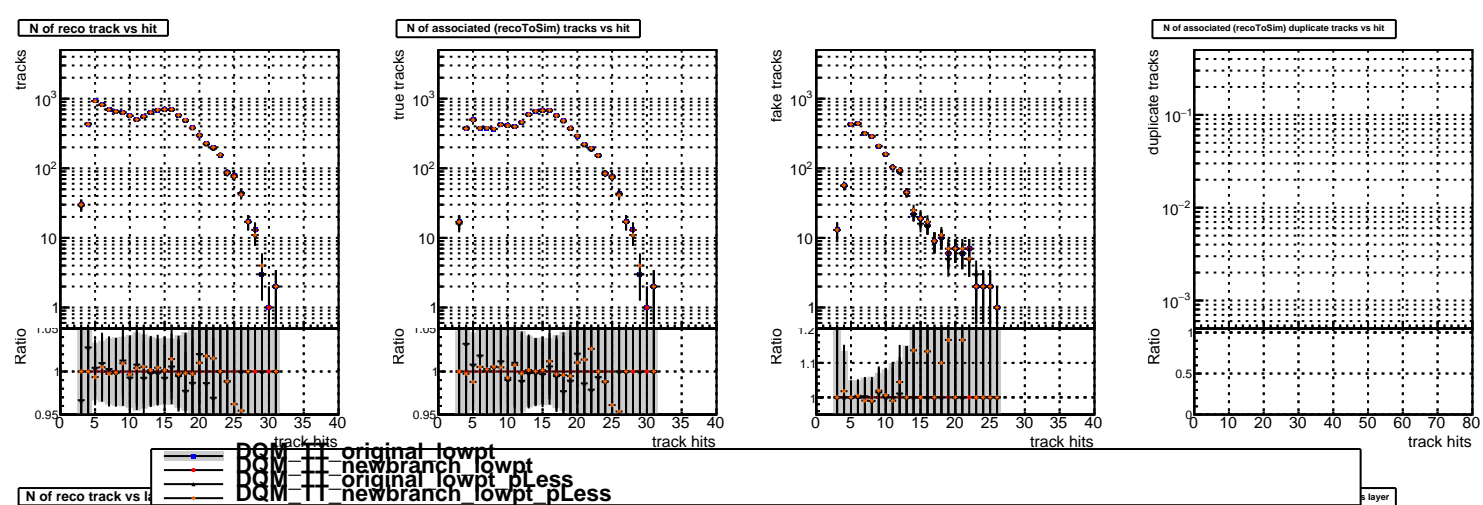 N of reco track vs hit
tracks
10³
10²
10
1
1.05
1
0.95
Ratio
0 5 10 15 20 25 30 35 40
track hits
N of associated (recoToSim) tracks vs hit
true tracks
10³
10²
10
1
1.05
1
0.95
Ratio
0 5 10 15 20 25 30 35 40
track hits
fake tracks
10³
10²
10
1
1.2
1.1
1
Ratio
0 5 10 15 20 25 30 35 40
track hits
N of associated (recoToSim) duplicate tracks vs hit
duplicate tracks
10⁻¹
10⁻²
10⁻³
1
0.5
0
Ratio
0 10 20 30 40 50 60 70 80
track hits
DQM_TT_original_lowpt
DQM_TT_newbranch_lowpt
DQM_TT_original_lowpt_pLess
DQM_TT_newbranch_lowpt_pLess
N of reco track vs la
s layer